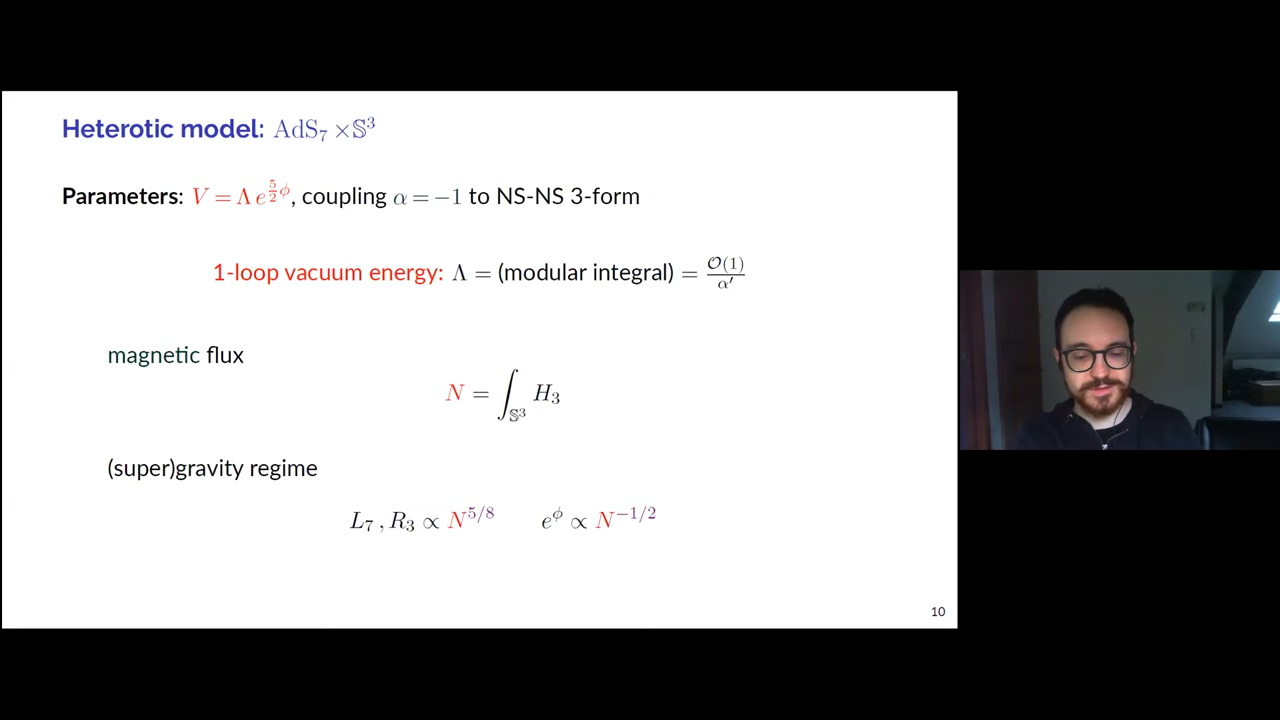 Heterotic model: AdS₇ × 𝕊³
Parameters: V = Λ e^{5/2 ϕ}, coupling α = −1 to NS-NS 3-form
1-loop vacuum energy: Λ = (modular integral) = 𝒪(1)/α′
magnetic flux
N = ∫_{𝕊³} H₃
(super)gravity regime
L₇ , R₃ ∝ N^{5/8} e^ϕ ∝ N^{−1/2}
10